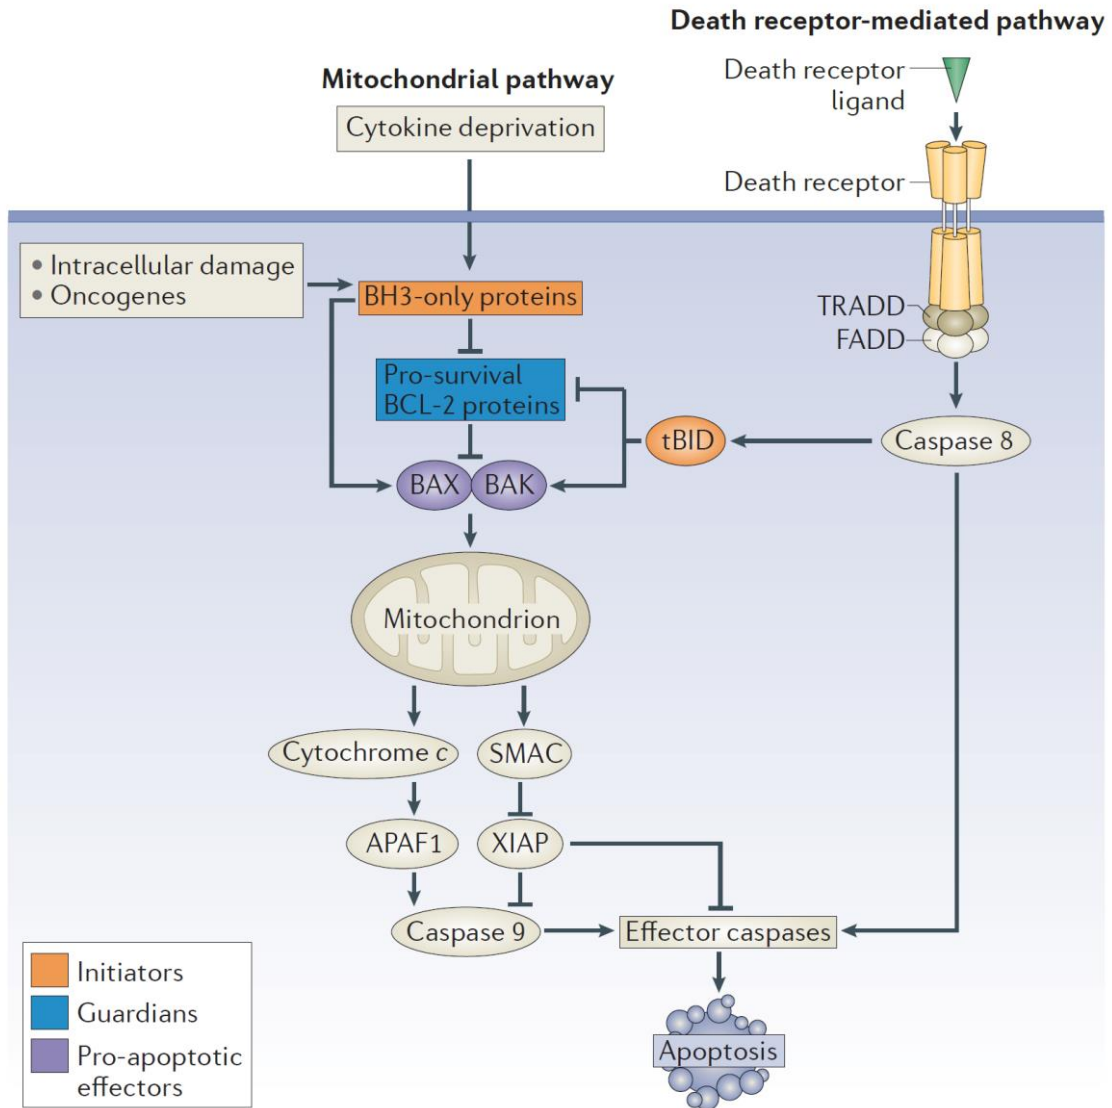 Death receptor-mediated pathway
Death receptor
ligand
Mitochondrial pathway
Cytokine deprivation
Death receptor
• Intracellular damage
• Oncogenes
BH3-only proteins
TRADD
FADD
Pro-survival
BCL-2 proteins
tBID
Caspase 8
BAX
BAK
Mitochondrion
Cytochrome c
SMAC
APAF1
XIAP
Caspase 9
Effector caspases
Initiators
Guardians
Pro-apoptotic
effectors
Apoptosis